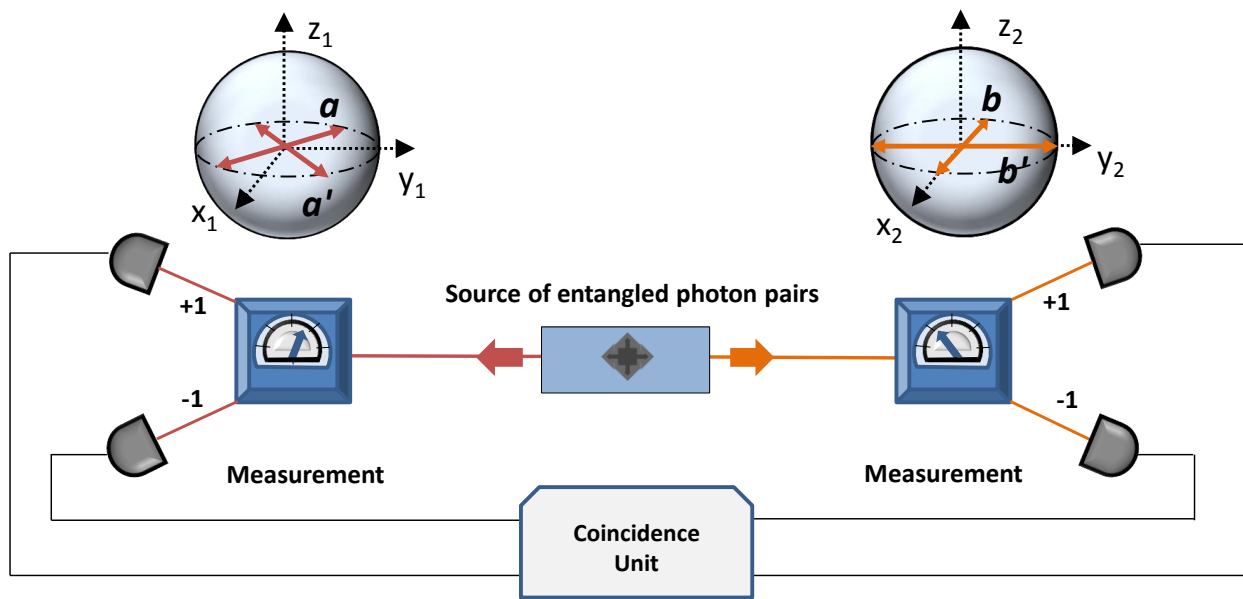 z1
z2
a
b
y1
y2
a'
b'
x1
x2
Source of entangled photon pairs
+1
+1
-1
-1
Measurement
Measurement
Coincidence
Unit